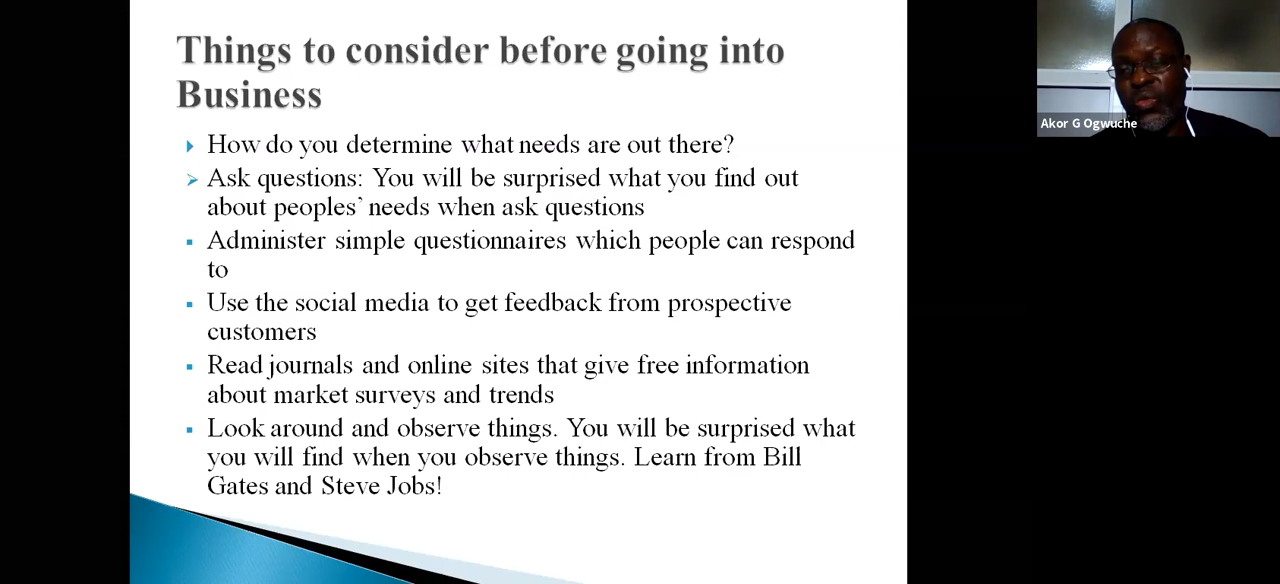 Things to consider before going into
Business
How do you determine what needs are out there?
Ask questions: You will be surprised what you find out
about peoples' needs when ask questions
Administer simple questionnaires which people can respond
to
Use the social media to get feedback from prospective
customers
Read journals and online sites that give free information
about market surveys and trends
Look around and observe things. You will be surprised what
you will find when you observe things. Learn from Bill
Gates and Steve Jobs!
Akor G Ogwuche